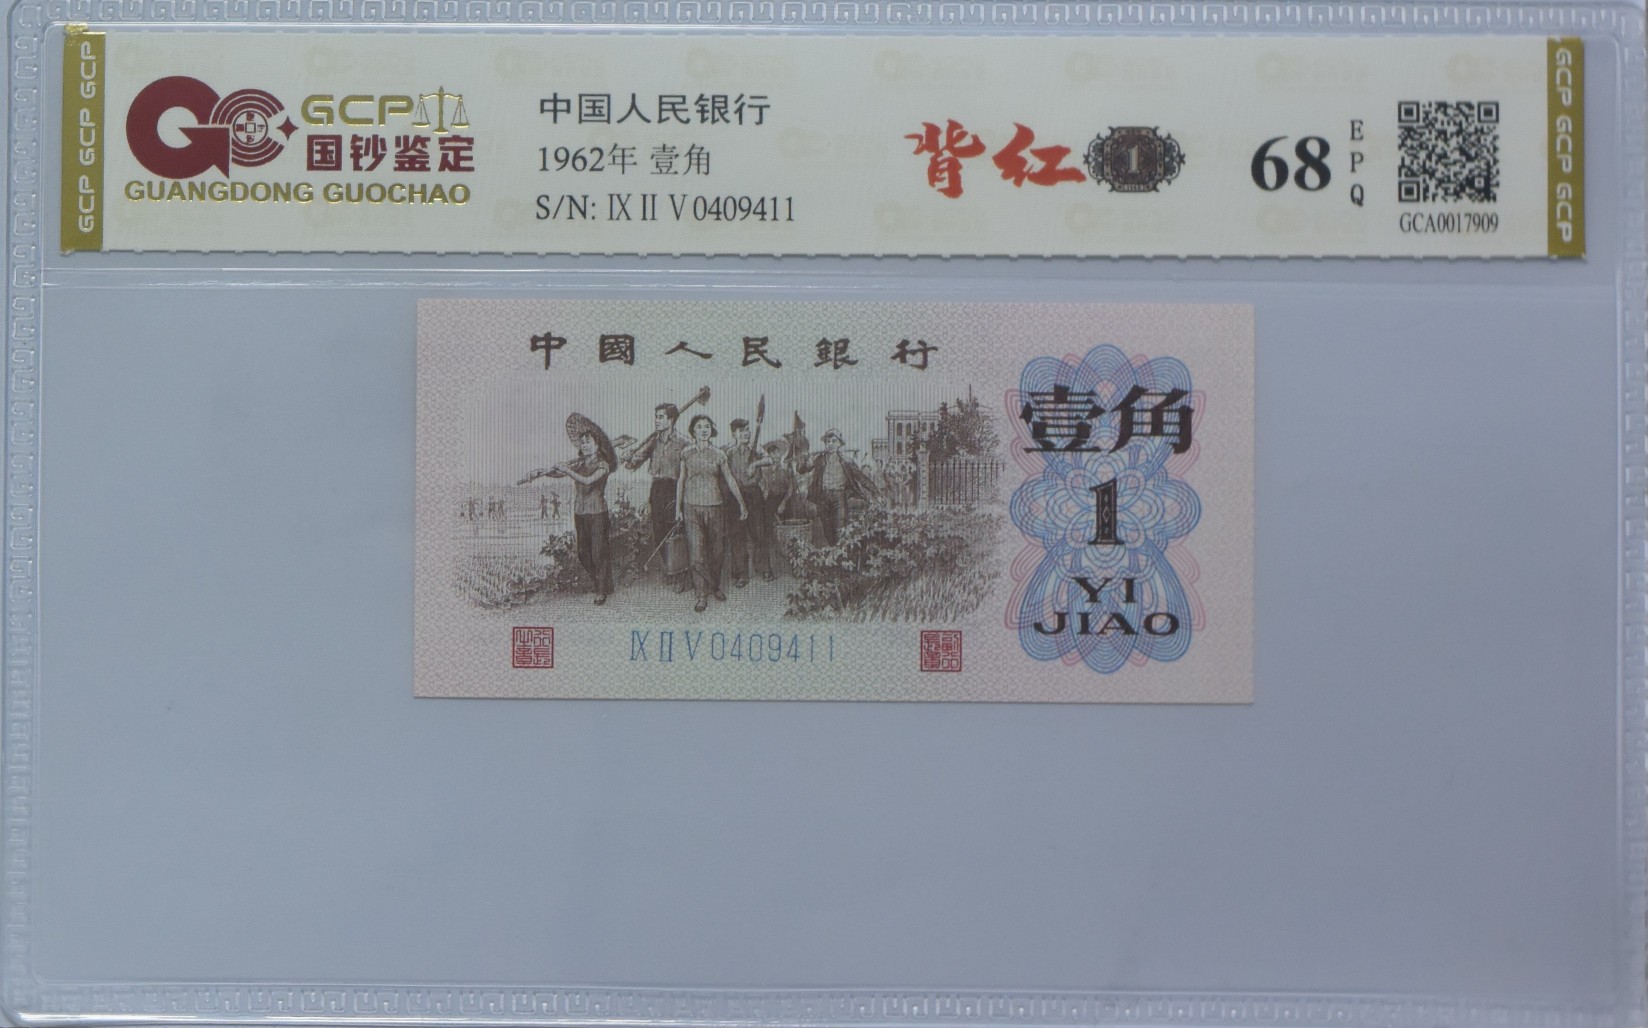 GCP GCP GCP
GCP
国钞鉴定
GUANGDONG GUOCHAO
中国人民银行
1962年 壹角
S/N: IX II V 0409411
背红
1
68
EPQ
GCA0017909
GCP GCP GCP
中國人民銀行
壹角
1
YI
JIAO
IX II V 0409411